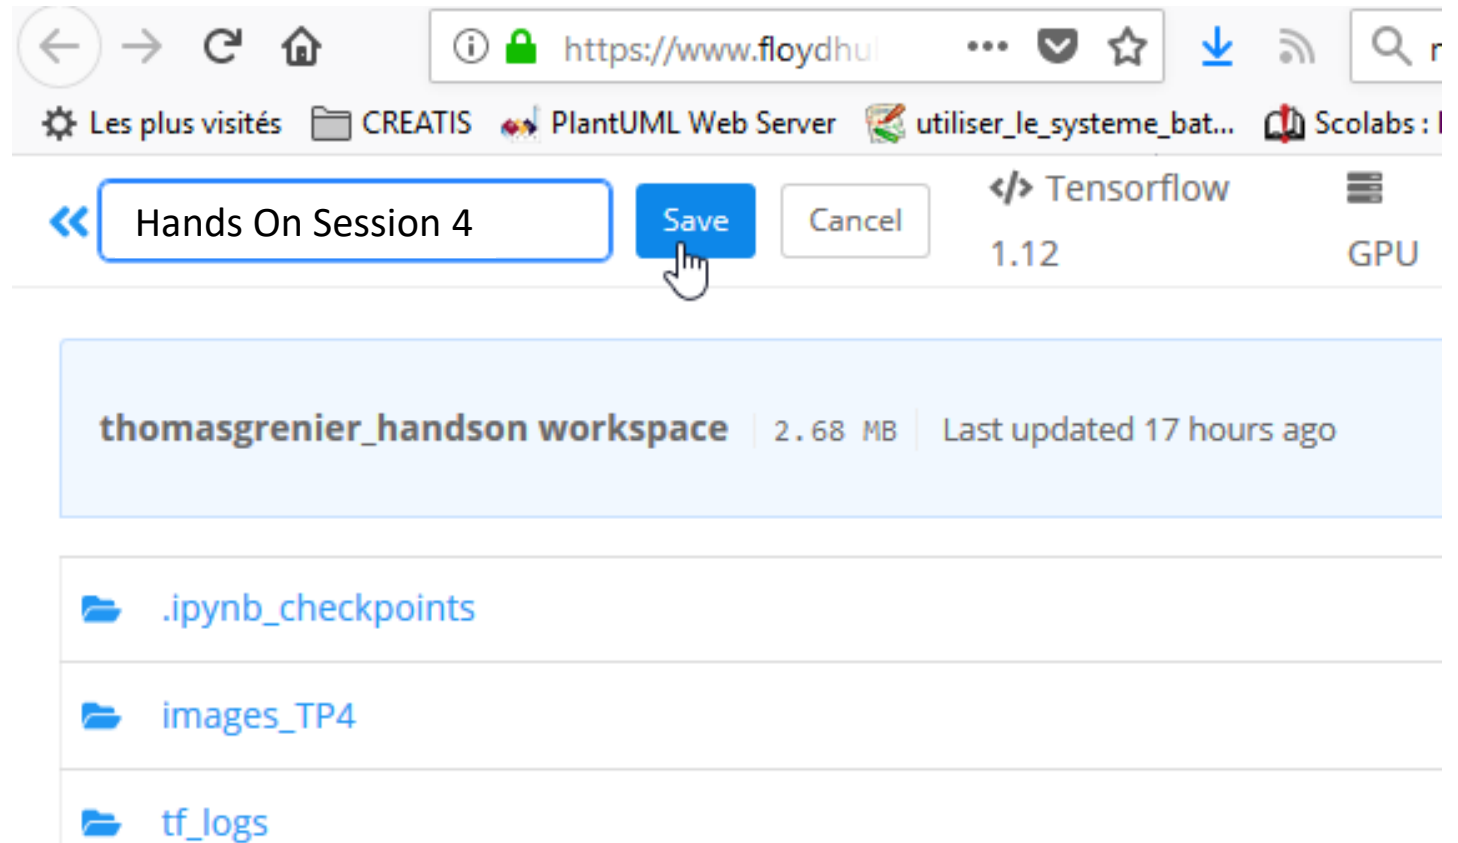 https://www.floydhu
Les plus visités CREATIS PlantUML Web Server utiliser_le_systeme_bat... Scolabs :
Hands On Session 4 Save Cancel </> Tensorflow 1.12 GPU
thomasgrenier_handson workspace 2.68 MB Last updated 17 hours ago
.ipynb_checkpoints
images_TP4
tf_logs